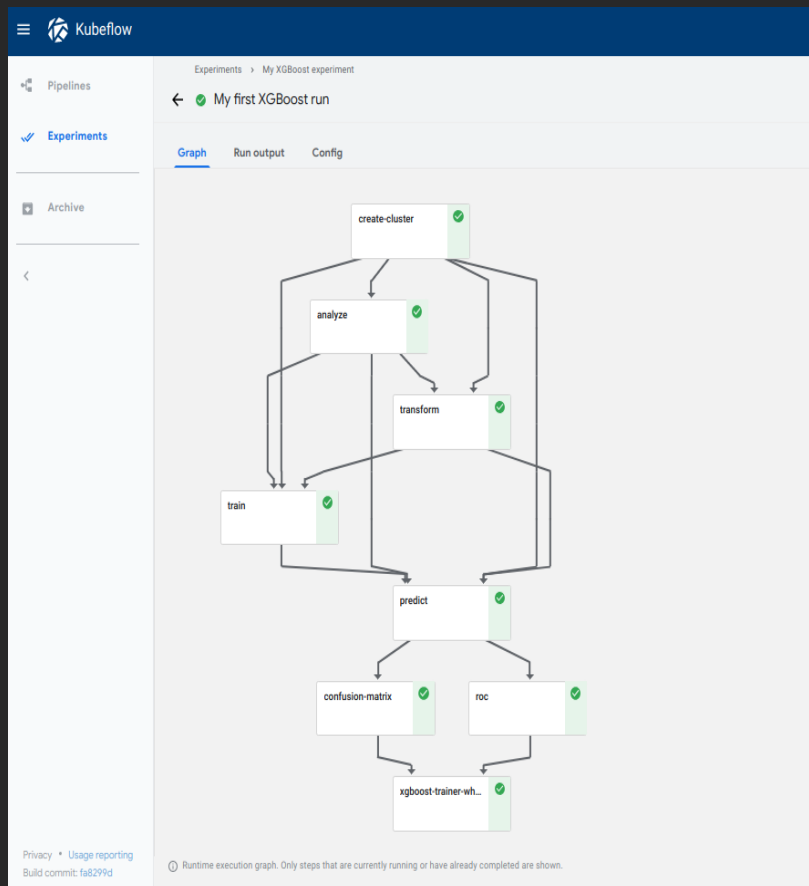 Kubeflow
Pipelines
Experiments
Archive
Experiments › My XGBoost experiment
My first XGBoost run
Graph Run output Config
create-cluster
analyze
transform
train
predict
confusion-matrix
roc
xgboost-trainer-wh...
Runtime execution graph. Only steps that are currently running or have already completed are shown.
Privacy • Usage reporting
Build commit: fa8299d